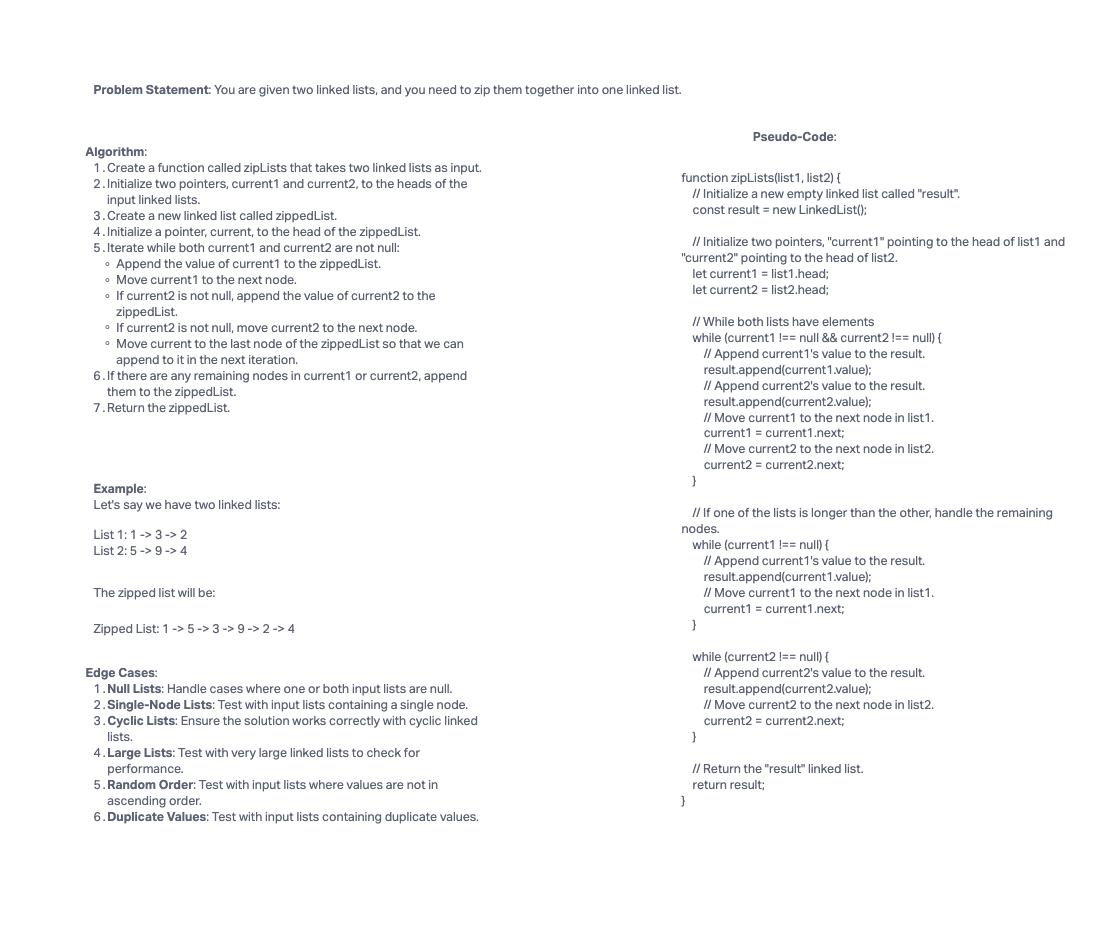 Problem Statement: You are given two linked lists, and you need to zip them together into one linked list.
Algorithm:
1. Create a function called zipLists that takes two linked lists as input.
2. Initialize two pointers, current1 and current2, to the heads of the
input linked lists.
3. Create a new linked list called zippedList.
4. Initialize a pointer, current, to the head of the zippedList.
5. Iterate while both current1 and current2 are not null:
◦ Append the value of current1 to the zippedList.
◦ Move current1 to the next node.
◦ If current2 is not null, append the value of current2 to the
zippedList.
◦ If current2 is not null, move current2 to the next node.
◦ Move current to the last node of the zippedList so that we can
append to it in the next iteration.
6. If there are any remaining nodes in current1 or current2, append
them to the zippedList.
7. Return the zippedList.
Example:
Let's say we have two linked lists:
List 1: 1 -> 3 -> 2
List 2: 5 -> 9 -> 4
The zipped list will be:
Zipped List: 1 -> 5 -> 3 -> 9 -> 2 -> 4
Edge Cases:
1. Null Lists: Handle cases where one or both input lists are null.
2. Single-Node Lists: Test with input lists containing a single node.
3. Cyclic Lists: Ensure the solution works correctly with cyclic linked
lists.
4. Large Lists: Test with very large linked lists to check for
performance.
5. Random Order: Test with input lists where values are not in
ascending order.
6. Duplicate Values: Test with input lists containing duplicate values.
Pseudo-Code:
function zipLists(list1, list2) {
// Initialize a new empty linked list called "result".
const result = new LinkedList();
// Initialize two pointers, "current1" pointing to the head of list1 and
"current2" pointing to the head of list2.
let current1 = list1.head;
let current2 = list2.head;
// While both lists have elements
while (current1 !== null && current2 !== null) {
// Append current1's value to the result.
result.append(current1.value);
// Append current2's value to the result.
result.append(current2.value);
// Move current1 to the next node in list1.
current1 = current1.next;
// Move current2 to the next node in list2.
current2 = current2.next;
}
// If one of the lists is longer than the other, handle the remaining
nodes.
while (current1 !== null) {
// Append current1's value to the result.
result.append(current1.value);
// Move current1 to the next node in list1.
current1 = current1.next;
}
while (current2 !== null) {
// Append current2's value to the result.
result.append(current2.value);
// Move current2 to the next node in list2.
current2 = current2.next;
}
// Return the "result" linked list.
return result;
}